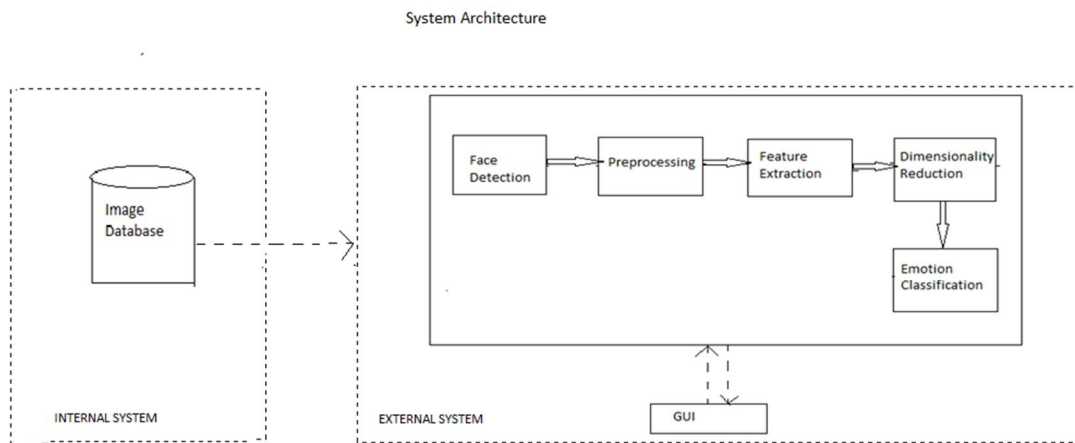 System Architecture
Image
Database
INTERNAL SYSTEM
Face
Detection
Preprocessing
Feature
Extraction
Dimensionality
Reduction
Emotion
Classification
EXTERNAL SYSTEM
GUI